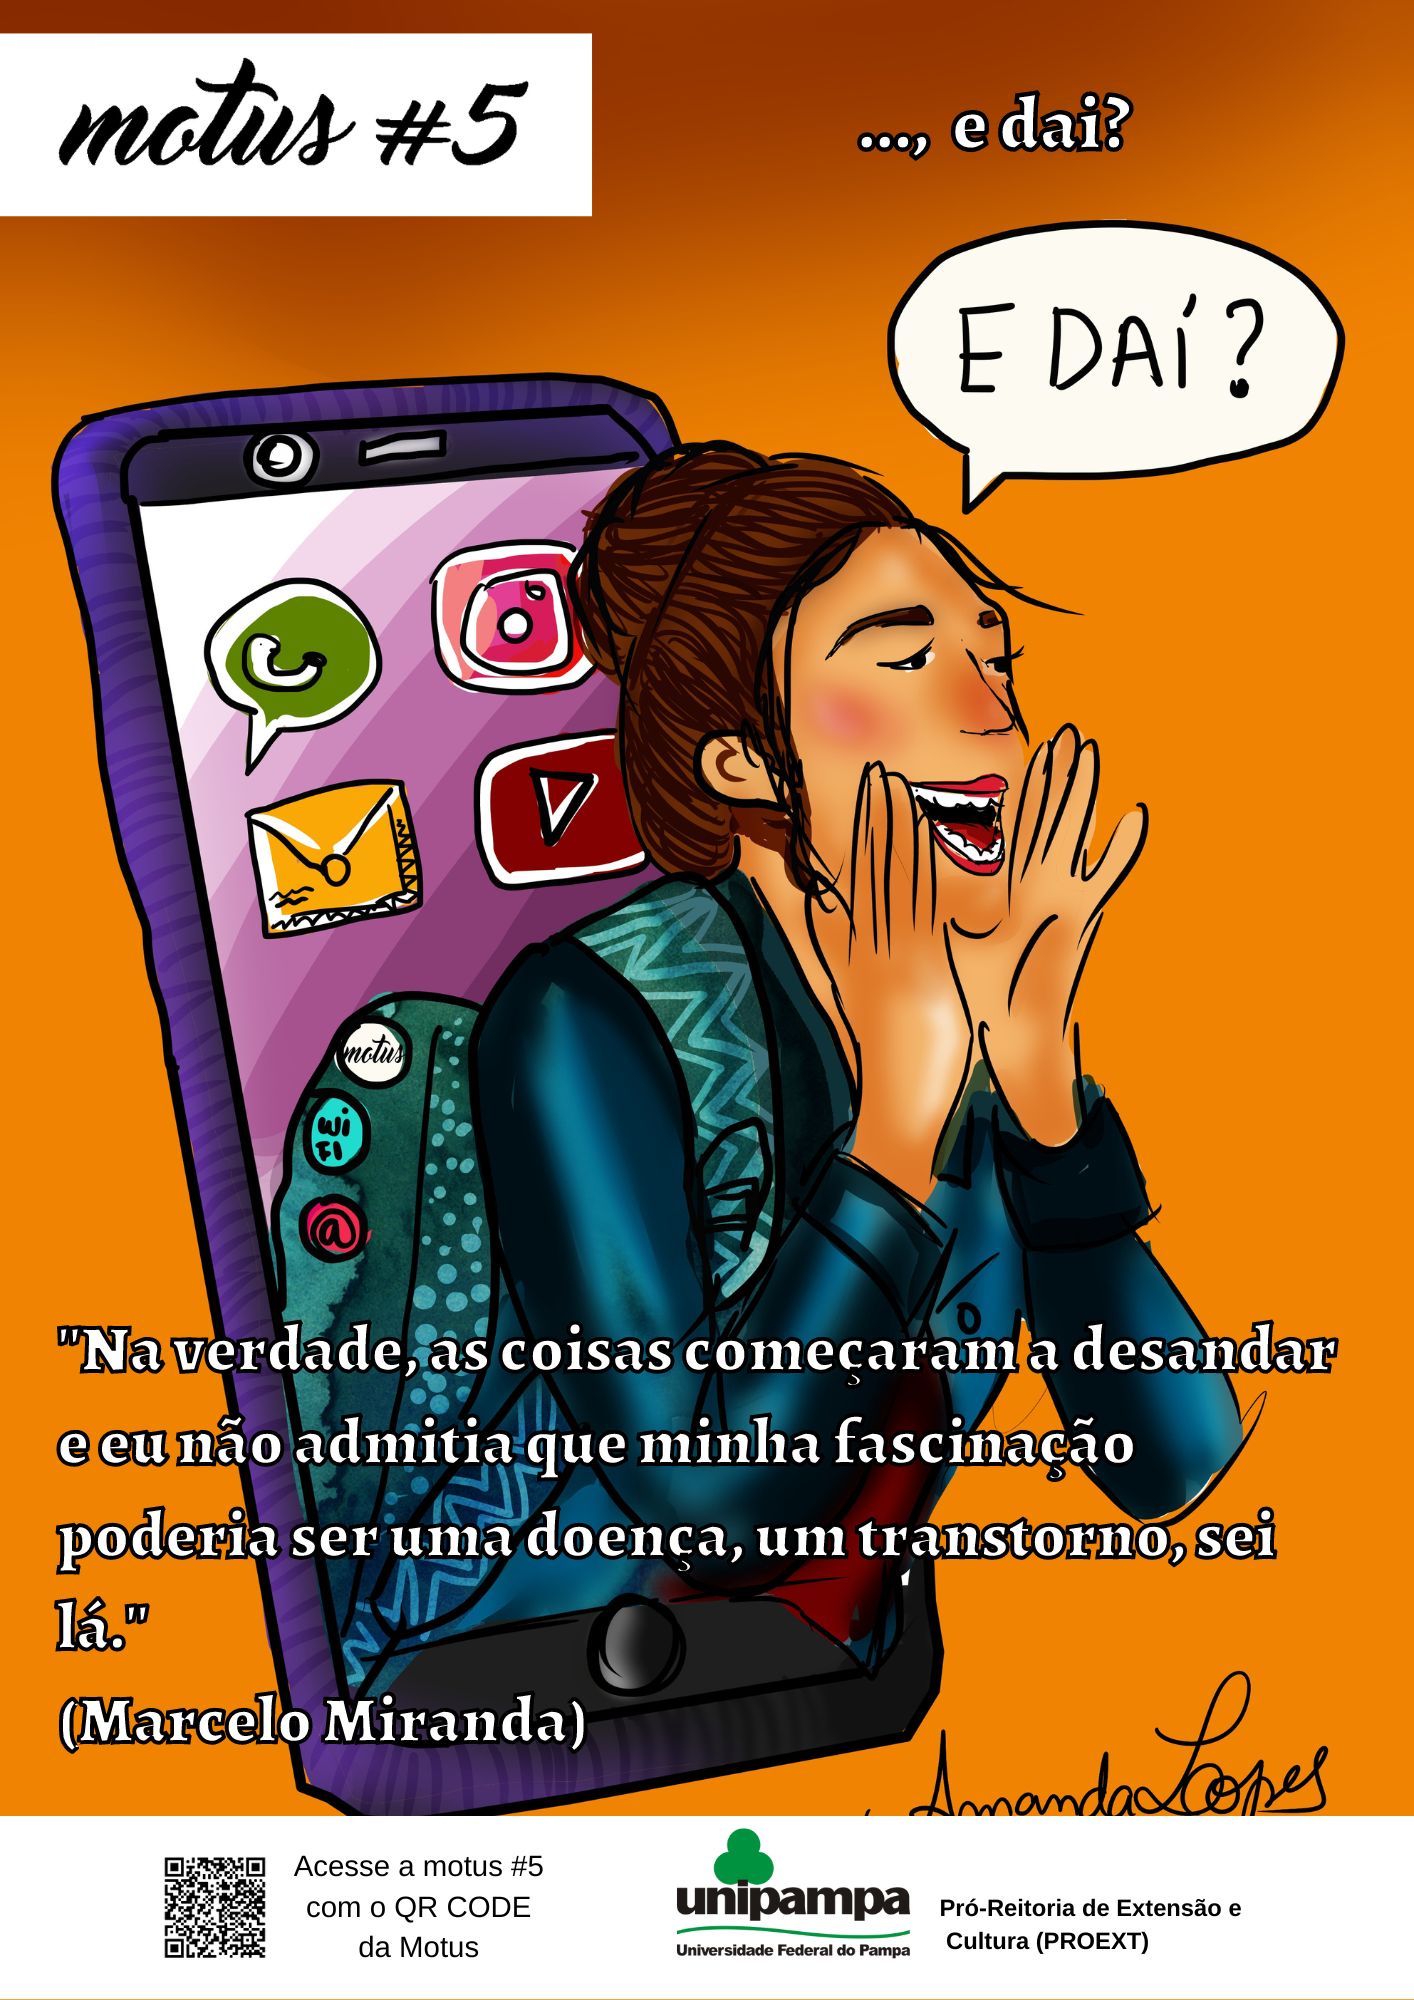 motus #5
..., e dai?
E DAÍ?
motus
Wi
FI
@
"Na verdade, as coisas começaram a desandar
e eu não admitia que minha fascinação
poderia ser uma doença, um transtorno, sei
lá."
(Marcelo Miranda)
Amanda Lopes
Acesse a motus #5
com o QR CODE
da Motus
unipampa
Universidade Federal do Pampa
Pró-Reitoria de Extensão e
Cultura (PROEXT)